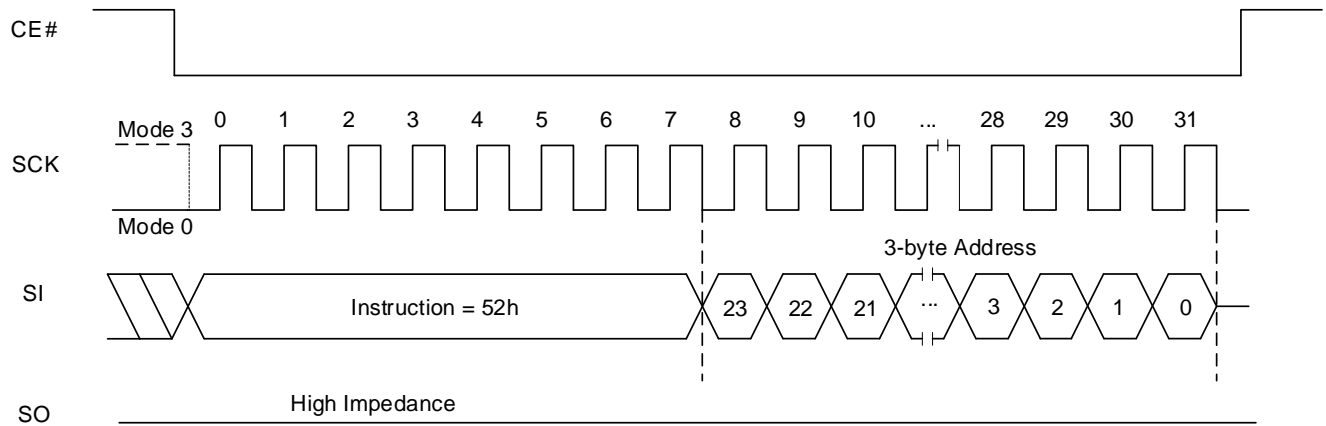 CE#
Mode 3
0 1 2 3 4 5 6 7 8 9 10 ... 28 29 30 31
SCK
Mode 0
3-byte Address
SI
Instruction = 52h
23 22 21 ... 3 2 1 0
High Impedance
SO